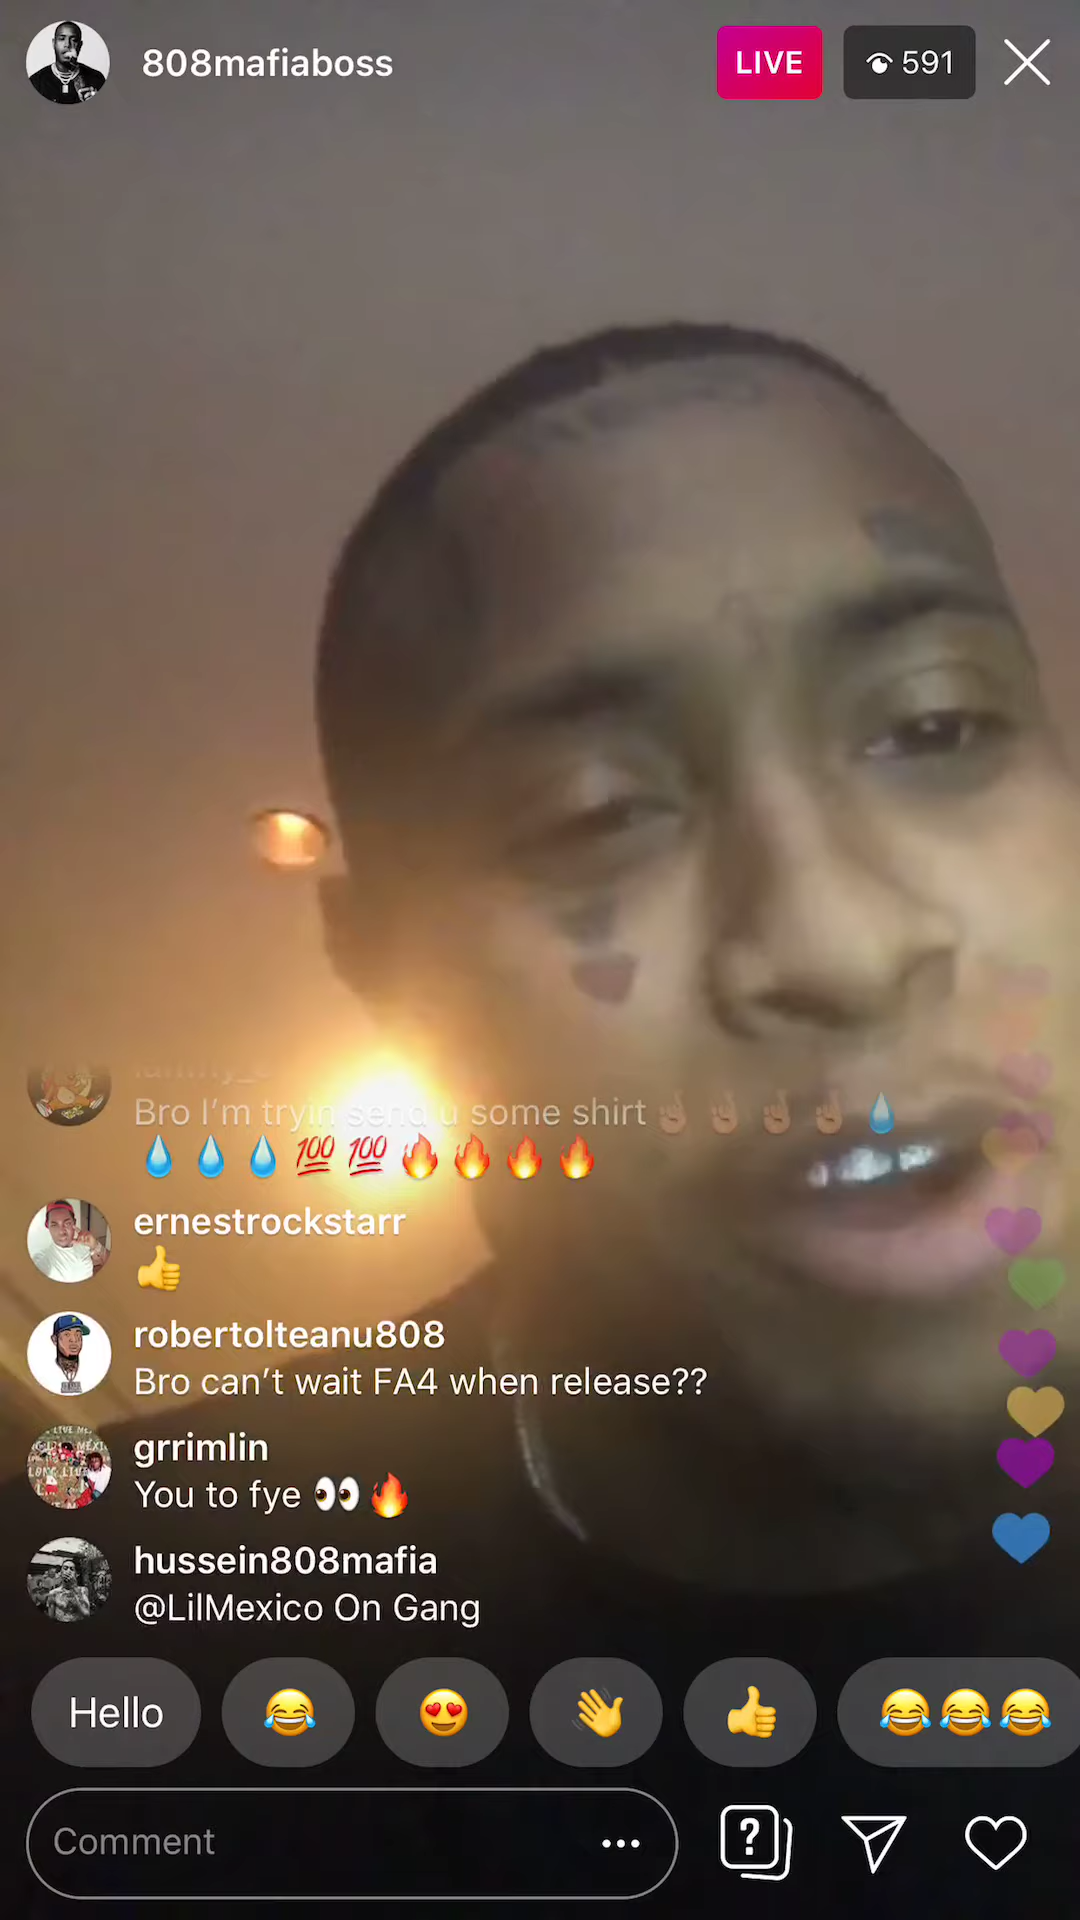 808mafiaboss
LIVE
591
Bro I’m tryin send u some shirt☝🏽☝🏽☝🏽☝🏽💧
💧💧💧💯💯🔥🔥🔥🔥
ernestrockstarr
👍
robertolteanu808
Bro can’t wait FA4 when release??
grrimlin
You to fye 👀🔥
hussein808mafia
@LilMexico On Gang
Hello 😂 😍 👋 👍 😂😂😂
Comment
?